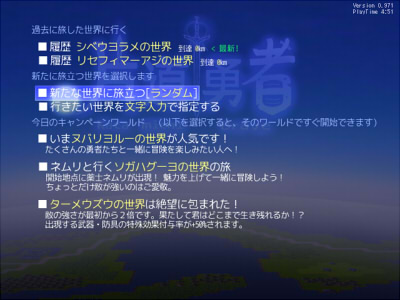 Version 0.971
PlayTime 4:51
過去に旅した世界に行く
■ 履歴 シベウヨラメの世界 到達 0km < 最新!
■ 履歴 リセフィマーアジの世界 到達 0km
新たに旅立つ世界を選択します
■ 新たな世界に旅立つ[ランダム]
■ 行きたい世界を文字入力で指定する
今日のキャンペーンワールド (以下を選択すると、そのワールドですぐ開始できます)
■ いまヌバリヨルーの世界が人気です!
たくさんの勇者たちと一緒に冒険を楽しみたい人へ!
■ ネムリと行くソガハグーヨの世界の旅
開始地点に薬士ネムリが出現! 魅力を上げて一緒に冒険しよう!
ちょっとだけ敵が強いのはご愛敬。
■ ターメウズウの世界は絶望に包まれた!
敵の強さが最初から2倍です。果たして君はどこまで生き残れるか!?
出現する武器・防具の特殊効果付与率が+50%されます。
勇者